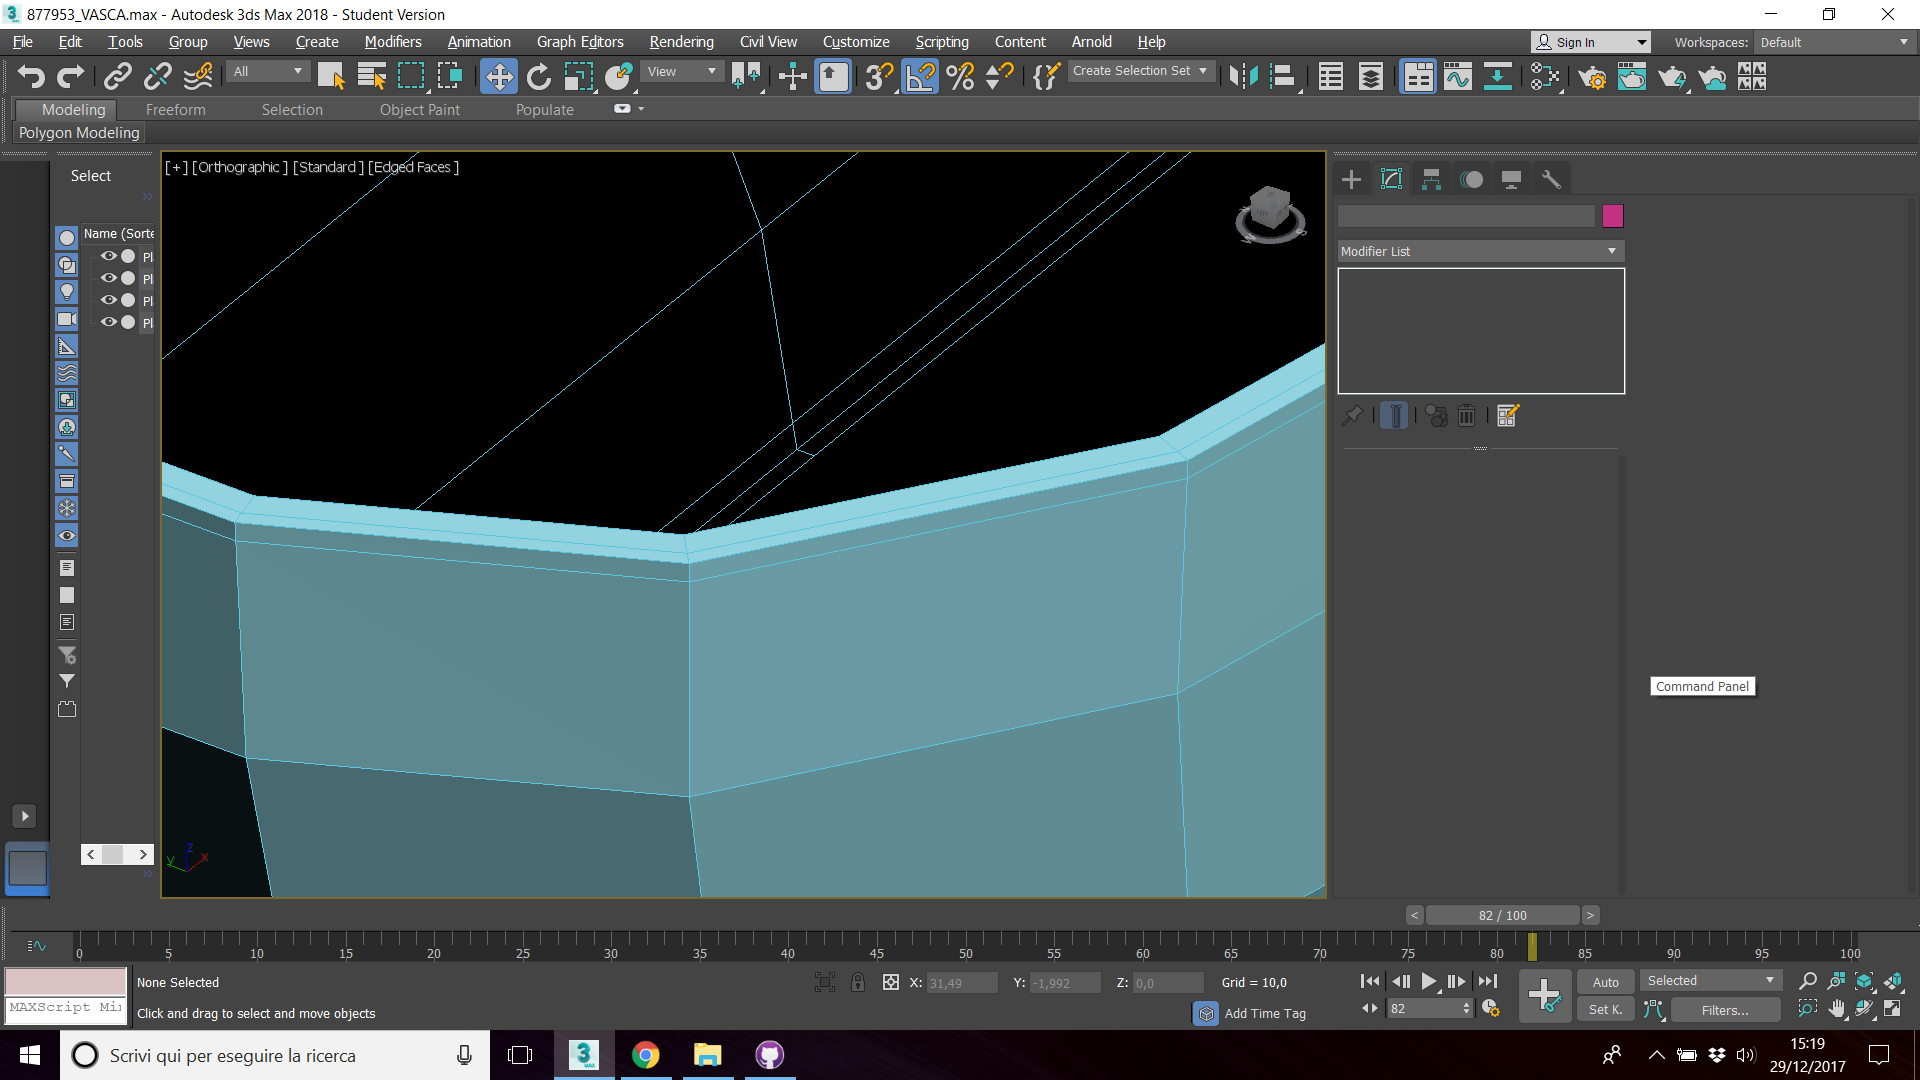 877953_VASCA.max - Autodesk 3ds Max 2018 - Student Version
File Edit Tools Group Views Create Modifiers Animation Graph Editors Rendering Civil View Customize Scripting Content Arnold Help Sign In Workspaces: Default
All View Create Selection Set
Modeling Freeform Selection Object Paint Populate
Polygon Modeling
Select
[+] [Orthographic ] [Standard ] [Edged Faces ]
Name (Sorte
Pl
Pl
Pl
Pl
Modifier List
Command Panel
82 / 100
0 5 10 15 20 25 30 35 40 45 50 55 60 65 70 75 80 85 90 95 100
None Selected X: 31,49 Y: -1,992 Z: 0,0 Grid = 10,0 Auto Selected
MAXScript Mi
Click and drag to select and move objects Add Time Tag 82 Set K. Filters...
Scrivi qui per eseguire la ricerca
15:19
29/12/2017